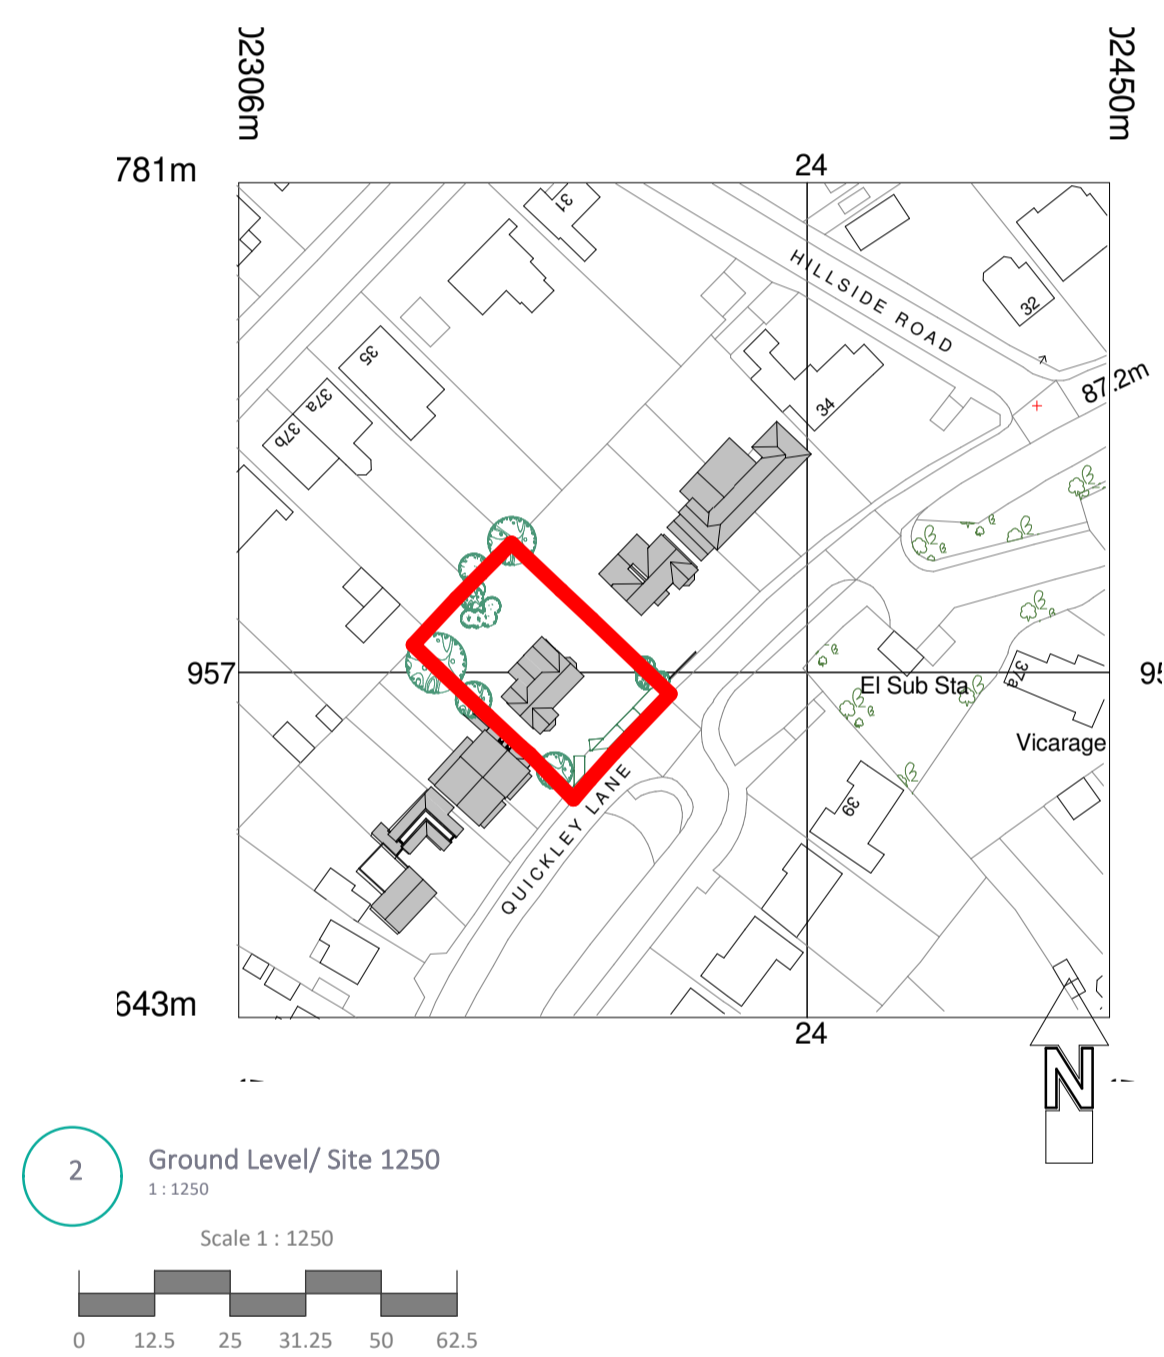 02306m
02450m
781m
24
31
HILLSIDE ROAD
32
87.2m
35
37a
37b
34
957
95
El Sub Sta
37a
Vicarage
39
QUICKLEY LANE
643m
24
N
2
Ground Level/ Site 1250
1 : 1250
Scale 1 : 1250
0 12.5 25 31.25 50 62.5